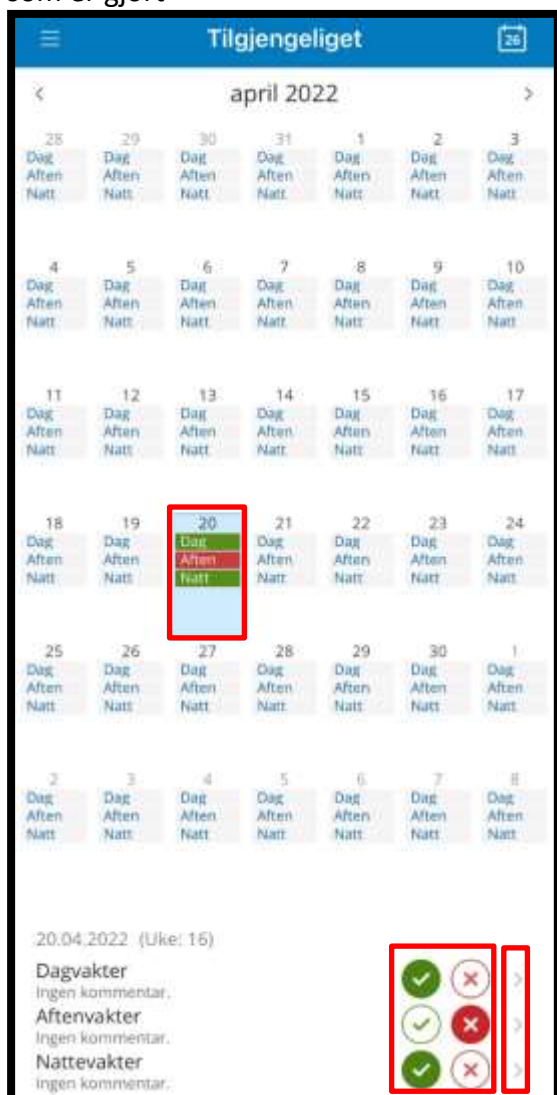 som er gjort
Tilgjengeliget 26
april 2022
28 29 30 31 1 2 3
Dag Dag Dag Dag Dag Dag Dag
Aften Aften Aften Aften Aften Aften Aften
Natt Natt Natt Natt Natt Natt Natt
4 5 6 7 8 9 10
Dag Dag Dag Dag Dag Dag Dag
Aften Aften Aften Aften Aften Aften Aften
Natt Natt Natt Natt Natt Natt Natt
11 12 13 14 15 16 17
Dag Dag Dag Dag Dag Dag Dag
Aften Aften Aften Aften Aften Aften Aften
Natt Natt Natt Natt Natt Natt Natt
18 19 20 21 22 23 24
Dag Dag Dag Dag Dag Dag Dag
Aften Aften Aften Aften Aften Aften Aften
Natt Natt Natt Natt Natt Natt Natt
25 26 27 28 29 30 1
Dag Dag Dag Dag Dag Dag Dag
Aften Aften Aften Aften Aften Aften Aften
Natt Natt Natt Natt Natt Natt Natt
2 3 4 5 6 7 8
Dag Dag Dag Dag Dag Dag Dag
Aften Aften Aften Aften Aften Aften Aften
Natt Natt Natt Natt Natt Natt Natt
20.04.2022 (Uke: 16)
Dagvakter
Ingen kommentar.
Aftenvakter
Ingen kommentar.
Nattevakter
Ingen kommentar.